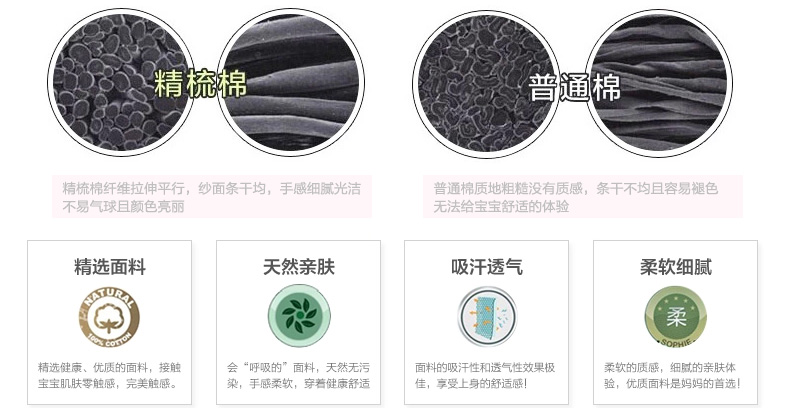 精梳棉
普通棉
精梳棉纤维拉伸平行，纱面条干均，手感细腻光洁
不易气球且颜色亮丽
普通棉质地粗糙没有质感，条干不均且容易褪色
无法给宝宝舒适的体验
精选面料
NATURAL
100% COTTON
精选健康、优质的面料，接触
宝宝肌肤零触感，完美触感。
天然亲肤
会“呼吸的”面料，天然无污
染，手感柔软，穿着健康舒适
吸汗透气
面料的吸汗性和透气性效果极
佳，享受上身的舒适感！
柔软细腻
柔
SOPHIE
柔软的质感，细腻的亲肤体
验，优质面料是妈妈的首选！